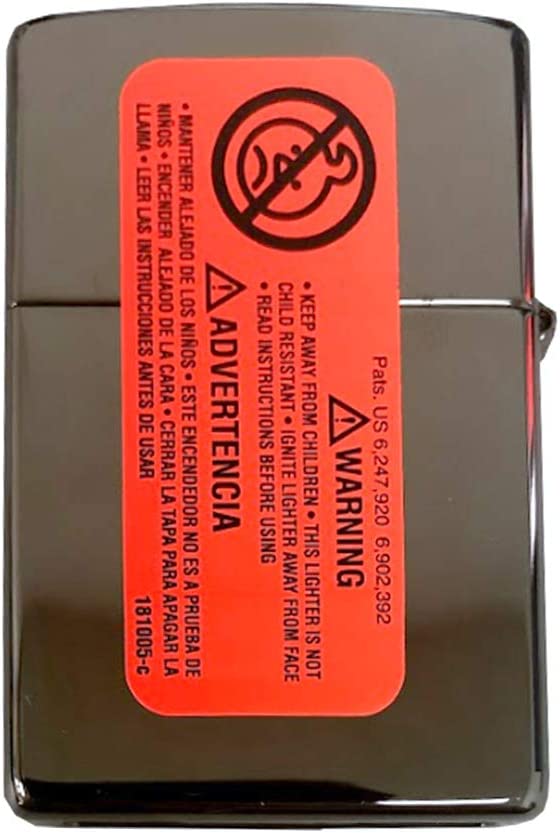 Pats. US 6,247,920 6,902,392
⚠WARNING
• KEEP AWAY FROM CHILDREN • THIS LIGHTER IS NOT
CHILD RESISTANT • IGNITE LIGHTER AWAY FROM FACE
• READ INSTRUCTIONS BEFORE USING
⚠ADVERTENCIA
• MANTENER ALEJADO DE LOS NIÑOS • ESTE ENCENDEDOR NO ES A PRUEBA DE
NIÑOS • ENCENDER ALEJADO DE LA CARA • CERRAR LA TAPA PARA APAGAR LA
LLAMA • LEER LAS INSTRUCCIONES ANTES DE USAR
181005-c